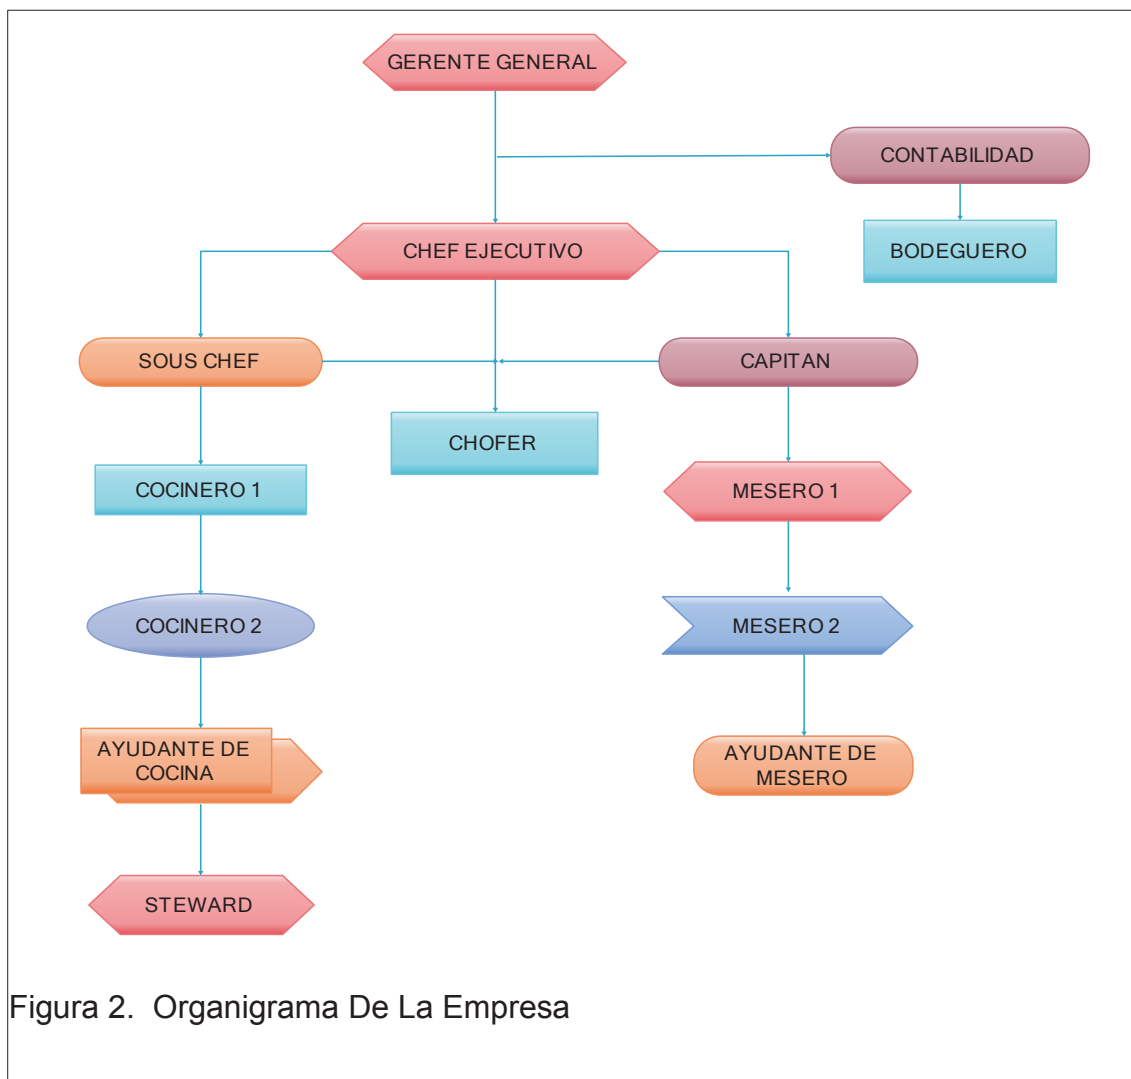 GERENTE GENERAL
CONTABILIDAD
CHEF EJECUTIVO
BODEGUERO
SOUS CHEF
CAPITAN
CHOFER
COCINERO 1
MESERO 1
COCINERO 2
MESERO 2
AYUDANTE DE
COCINA
AYUDANTE DE
MESERO
STEWARD
Figura 2. Organigrama De La Empresa